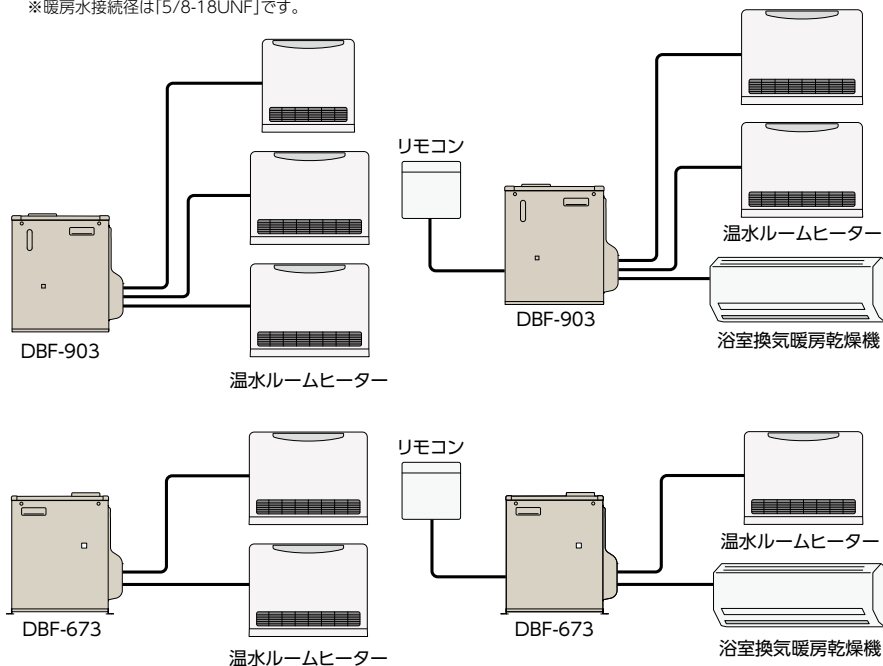 ※暖房水接続径は「5/8-18UNF」です。
リモコン
温水ルームヒーター
DBF-903
浴室換気暖房乾燥機
DBF-903
温水ルームヒーター
リモコン
温水ルームヒーター
DBF-673
DBF-673
浴室換気暖房乾燥機
温水ルームヒーター